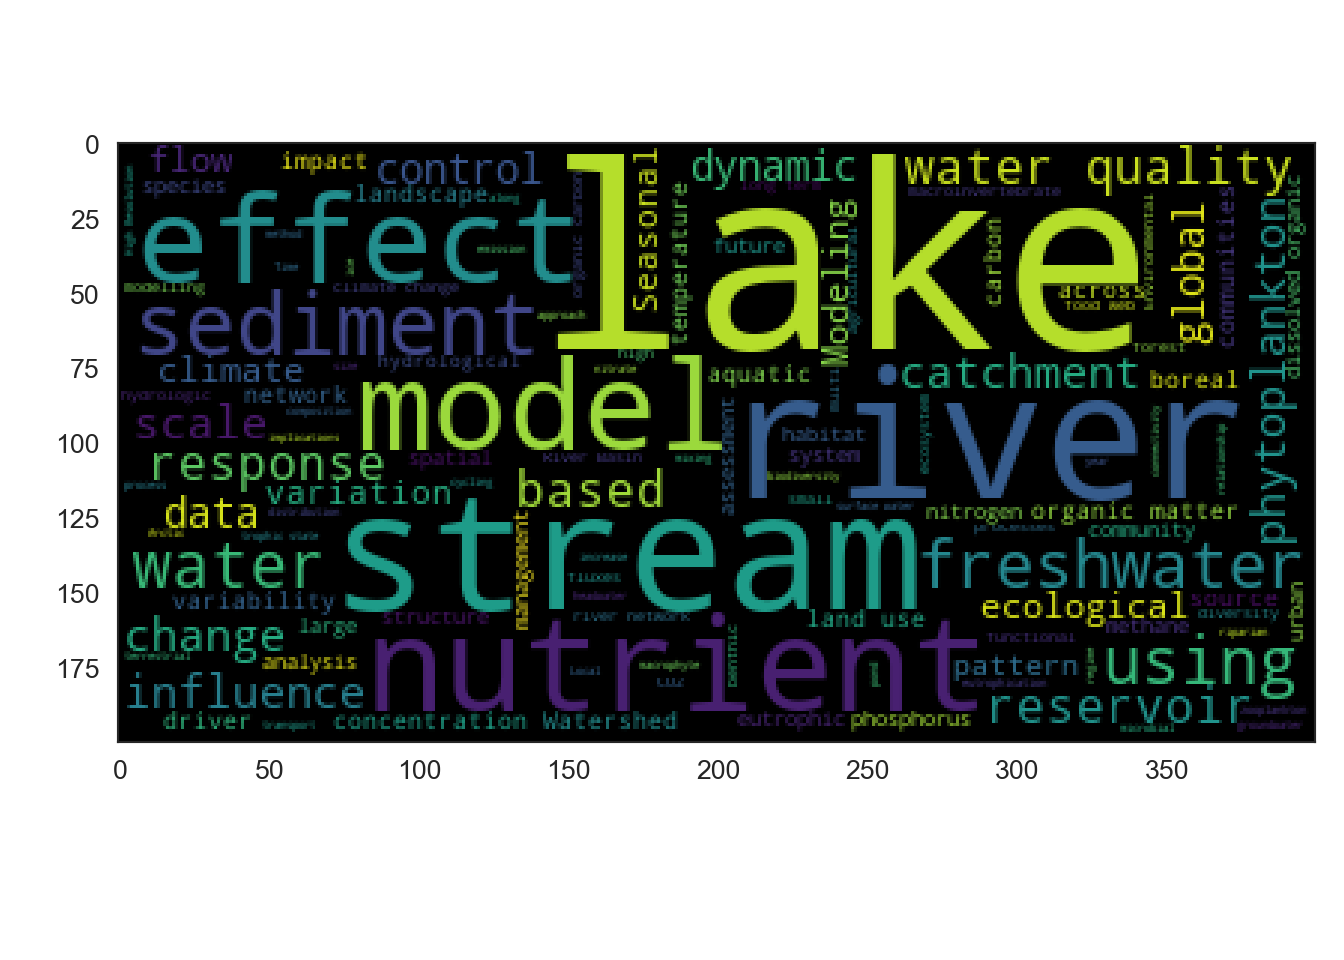 0
25
50
75
100
125
150
175
0
50
100
150
200
250
300
350
flow
impact
control
lake
Seasonal
dynamic
water quality
species
landscape
effect
organic carbon
temperature
long term
future
Modeling
agricultural
macroinvertebrate
carbon
environmental
global
communities
phytoplankton
dissolved organic
High Resolution
method
Time
emission
modelling
climate change
across
food web
sediment
approach
forest
climate
hydrological
high
nitrate
aquatic
multi
catchment
boreal
hydrologic
network
size
model
river
scale
composition
implications
assessment
habitat
system
ecosystem
year
community
relationship
response
spatial
River Basin
mixing
biodiversity
process
variation
cycling
based
small
surface water
data
distribution
nitrogen
organic matter
processes
community
trophic state
stream
water
management
increase
fluxes
headwater
freshwater
variability
structure
river network
land use
ecological
source
diversity
urban
change
large
nutrient
functional
methane
riparian
terrestrial
analysis
Local
macrophyte
benthic
pond
pattern
eutrophication
region
using
influence
reservoir
zooplankton
groundwater
driver
transport
concentration
Watershed
eutrophic
phosphorus
microbial